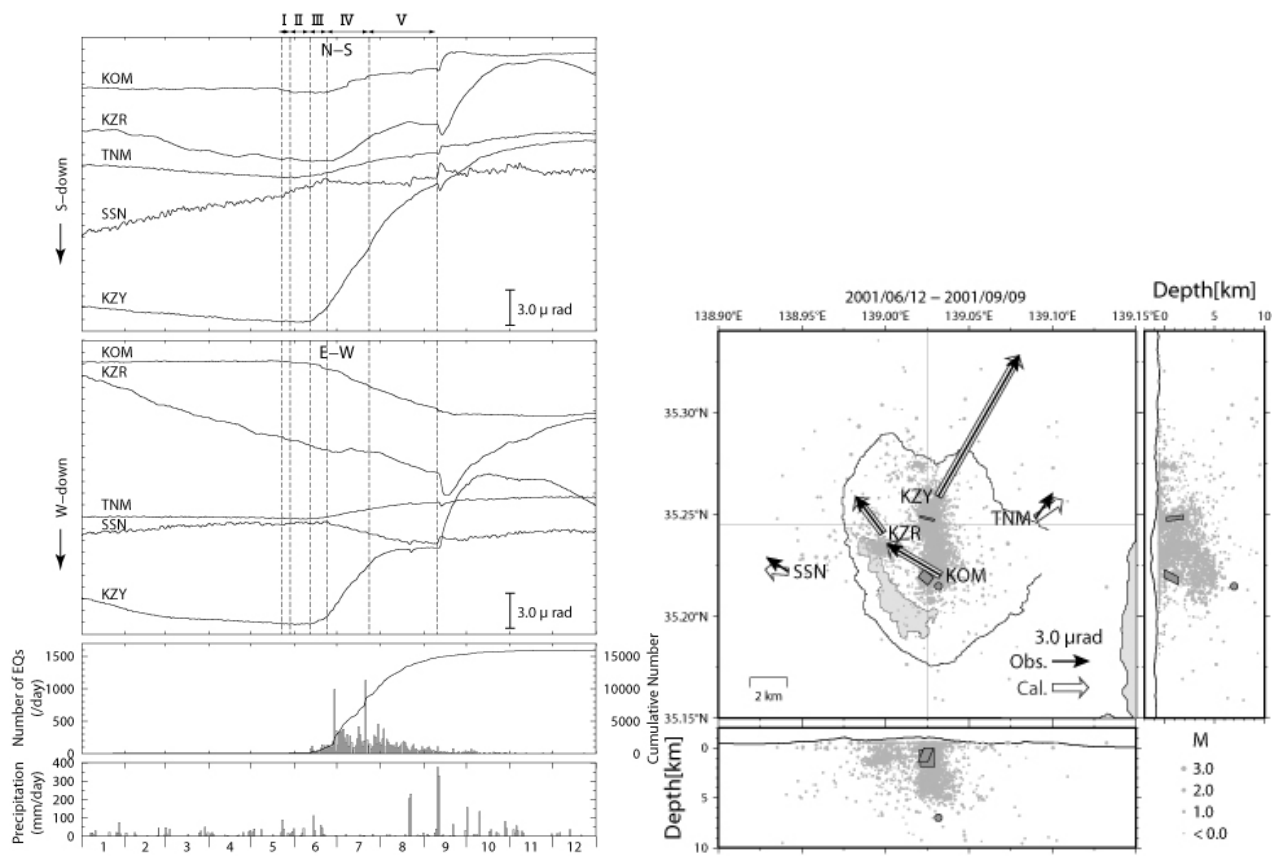 I II III IV V
N–S
KOM
KZR
TNM
SSN
KZY
S–down
3.0 μ rad
E–W
KOM
KZR
TNM
SSN
KZY
W–down
3.0 μ rad
Number of EQs
(/day)
1500
1000
500
0
15000
10000
5000
0
Cumulative Number
Precipitation
(mm/day)
400
300
200
100
0
1 2 3 4 5 6 7 8 9 10 11 12
2001/06/12 – 2001/09/09
138.90°E 138.95°E 139.00°E 139.05°E 139.10°E 139.15°E
35.30°N
35.25°N
35.20°N
35.15°N
KZY
TNM
KZR
SSN
KOM
3.0 μrad
Obs.
Cal.
2 km
Depth[km]
0 5 10
Depth[km]
0
5
10
M
3.0
2.0
1.0
< 0.0